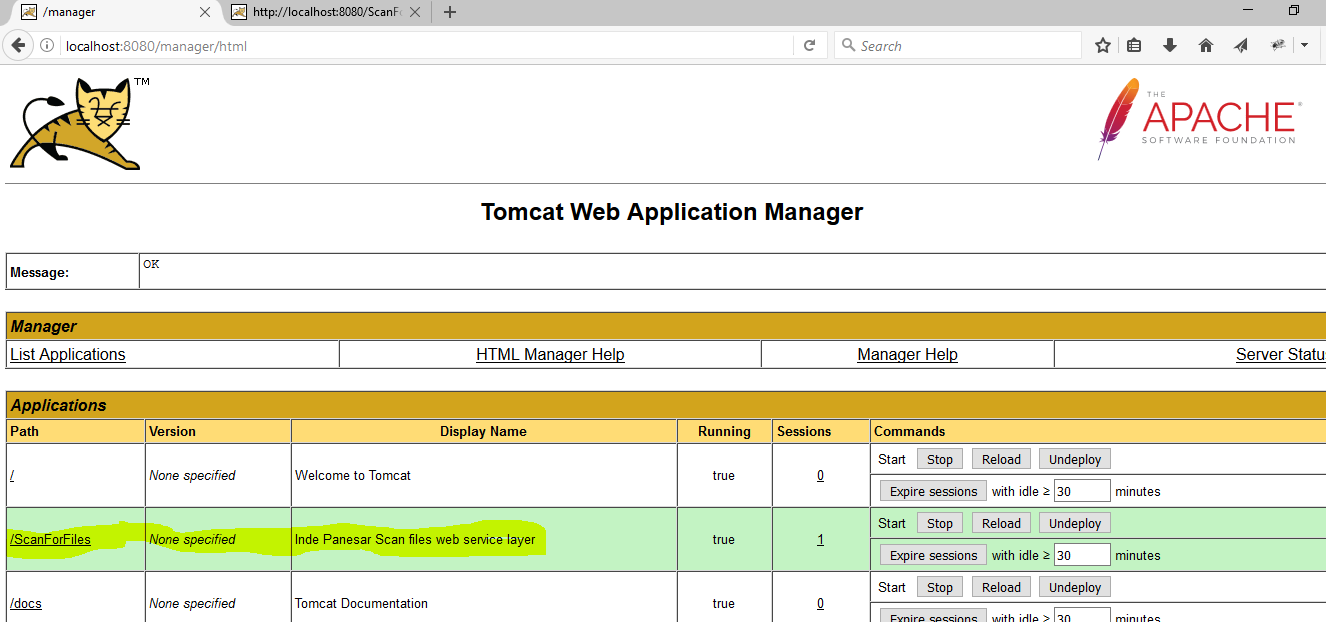 /manager
http://localhost:8080/ScanFo
localhost:8080/manager/html
Search
TM
THE
APACHE
SOFTWARE FOUNDATION
Tomcat Web Application Manager
Message: OK
Manager
List Applications HTML Manager Help Manager Help Server Statu
Applications
Path Version Display Name Running Sessions Commands
/ None specified Welcome to Tomcat true 0 Start Stop Reload Undeploy
Expire sessions with idle ≥ 30 minutes
/ScanForFiles None specified Inde Panesar Scan files web service layer true 1 Start Stop Reload Undeploy
Expire sessions with idle ≥ 30 minutes
/docs None specified Tomcat Documentation true 0 Start Stop Reload Undeploy
Expire sessions with idle ≥ 30 minutes